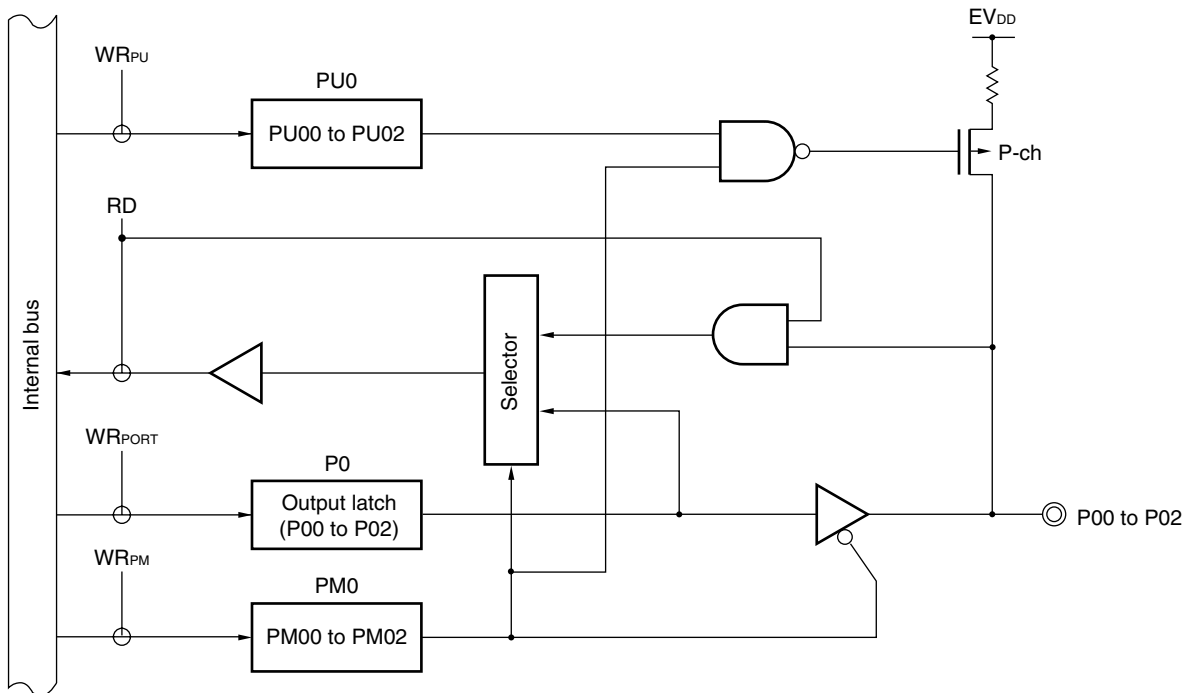 EVDD
WRPU
PU0
PU00 to PU02
P-ch
RD
Internal bus
Selector
WRPORT
P0
Output latch
(P00 to P02)
P00 to P02
WRPM
PM0
PM00 to PM02